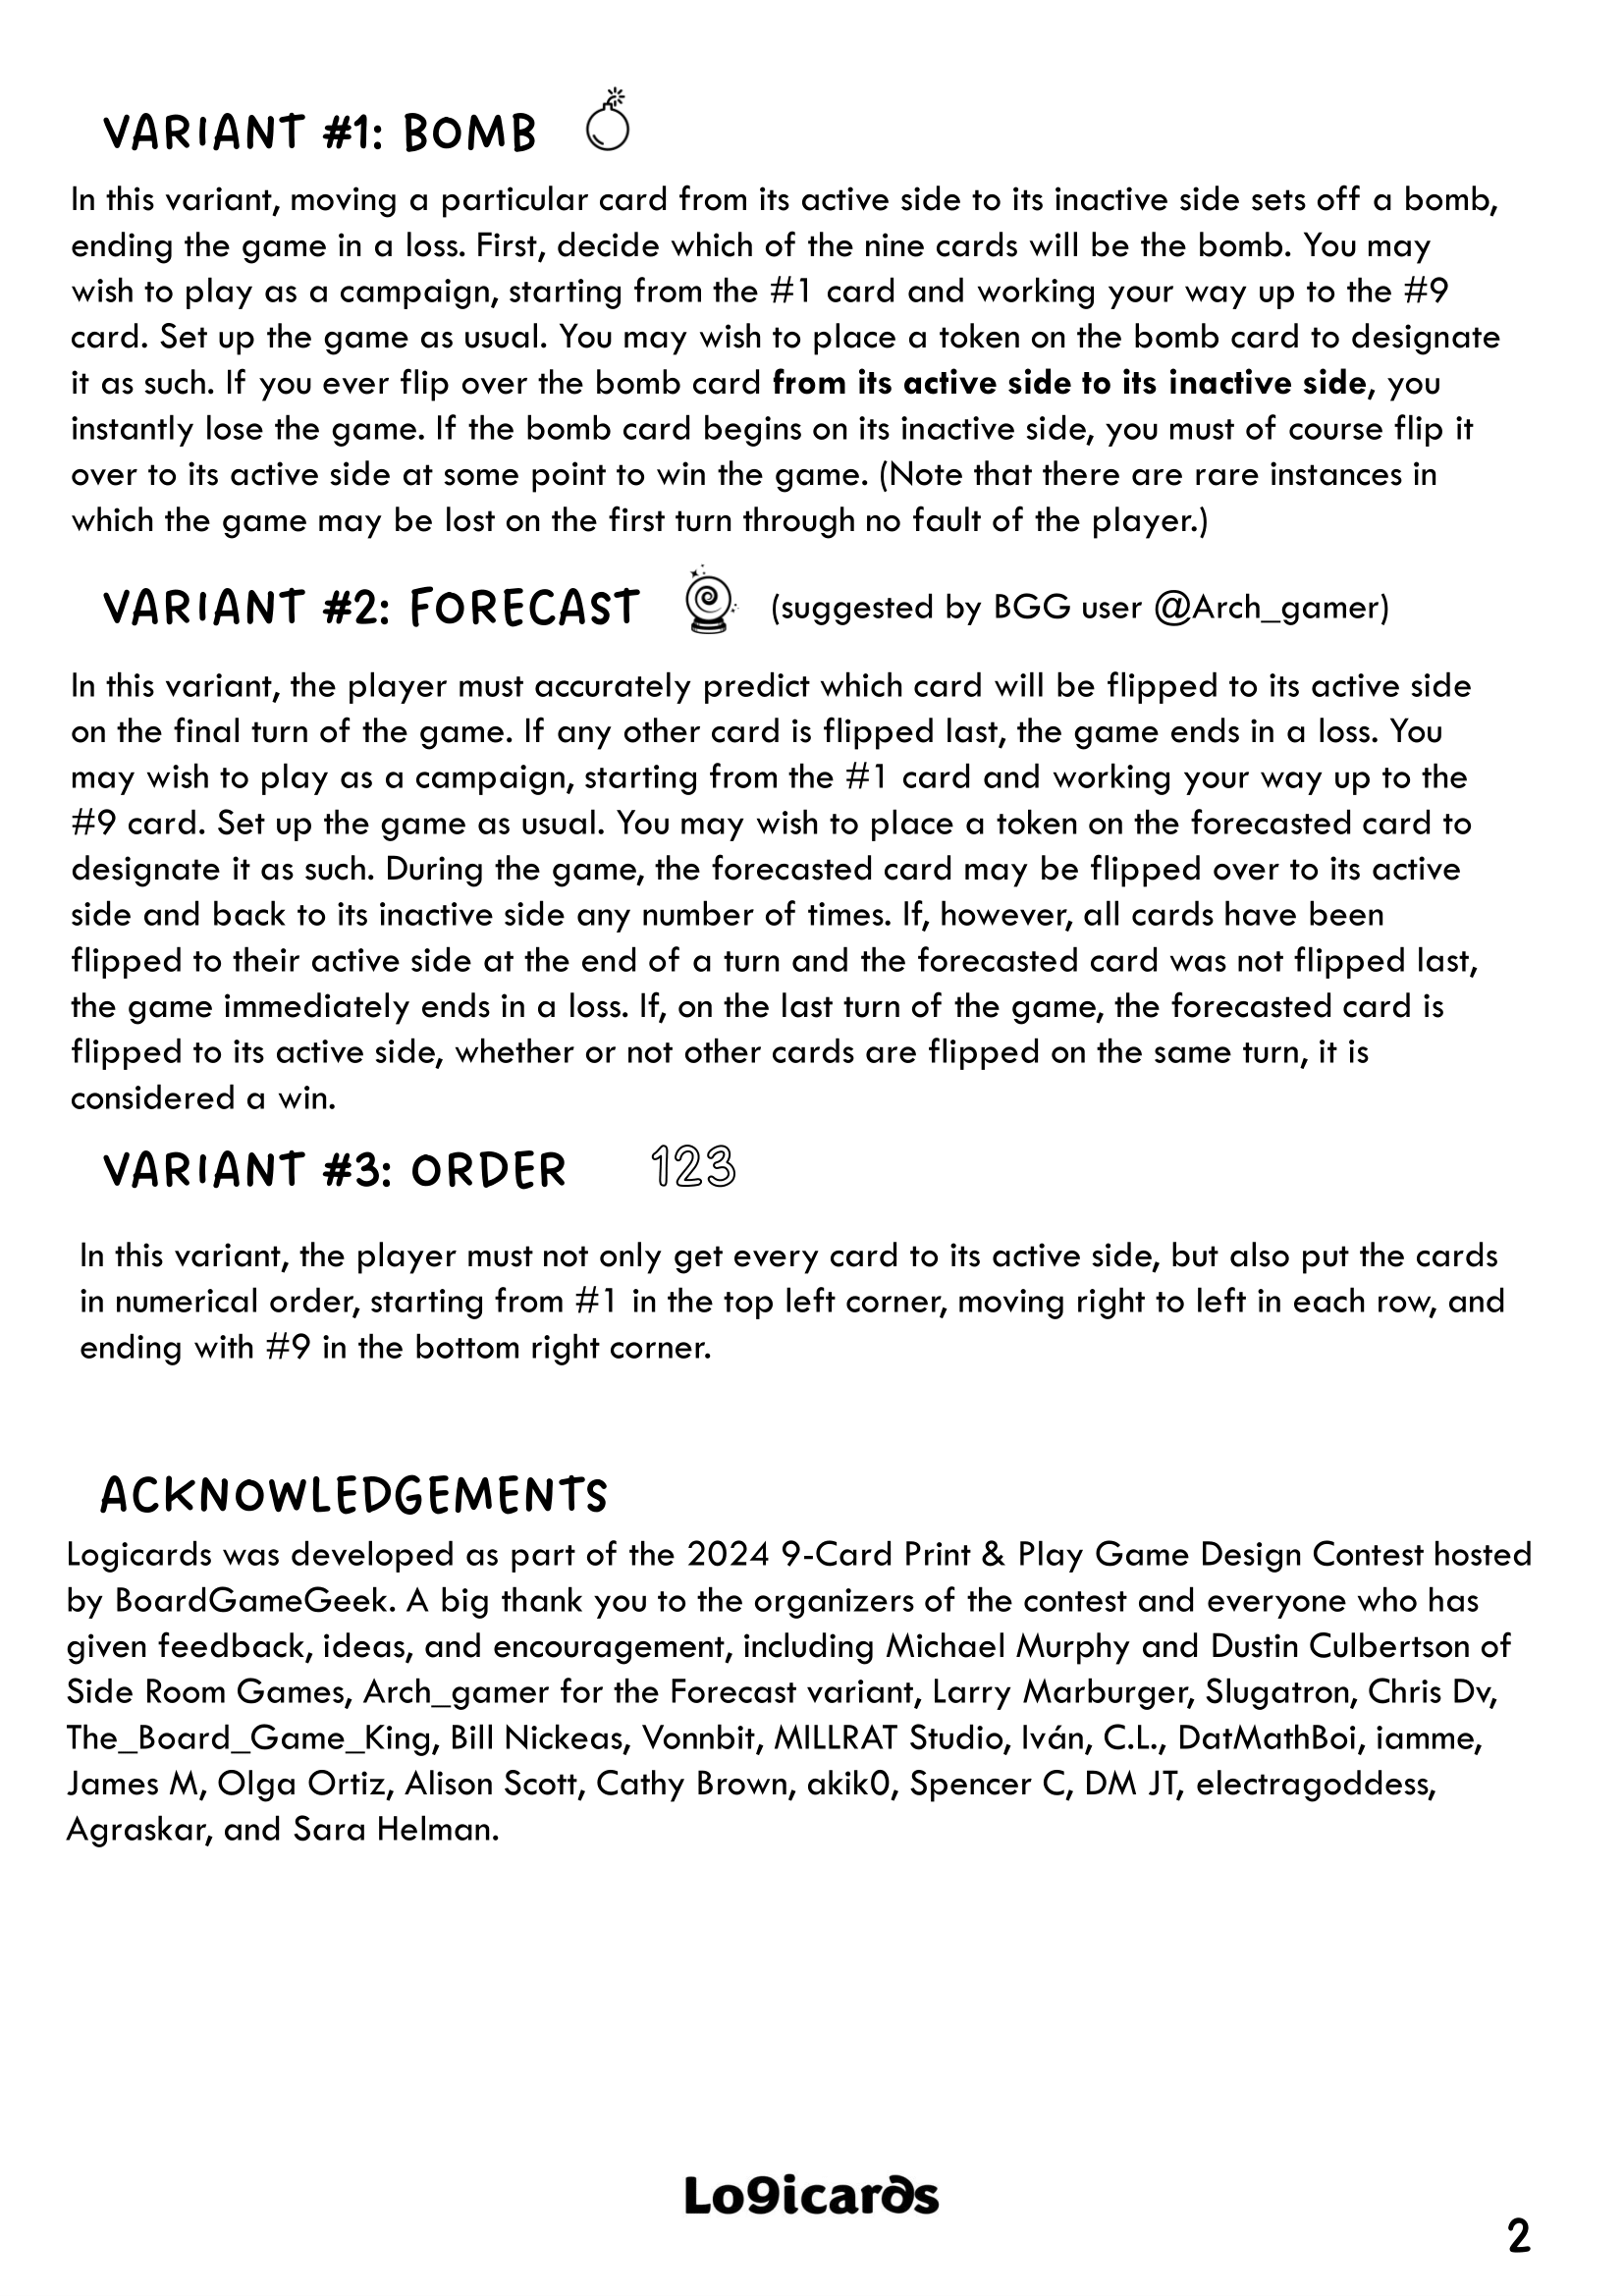 VARIANT #1: BOMB
In this variant, moving a particular card from its active side to its inactive side sets off a bomb,
ending the game in a loss. First, decide which of the nine cards will be the bomb. You may
wish to play as a campaign, starting from the #1 card and working your way up to the #9
card. Set up the game as usual. You may wish to place a token on the bomb card to designate
it as such. If you ever flip over the bomb card from its active side to its inactive side, you
instantly lose the game. If the bomb card begins on its inactive side, you must of course flip it
over to its active side at some point to win the game. (Note that there are rare instances in
which the game may be lost on the first turn through no fault of the player.)
VARIANT #2: FORECAST (suggested by BGG user @Arch_gamer)
In this variant, the player must accurately predict which card will be flipped to its active side
on the final turn of the game. If any other card is flipped last, the game ends in a loss. You
may wish to play as a campaign, starting from the #1 card and working your way up to the
#9 card. Set up the game as usual. You may wish to place a token on the forecasted card to
designate it as such. During the game, the forecasted card may be flipped over to its active
side and back to its inactive side any number of times. If, however, all cards have been
flipped to their active side at the end of a turn and the forecasted card was not flipped last,
the game immediately ends in a loss. If, on the last turn of the game, the forecasted card is
flipped to its active side, whether or not other cards are flipped on the same turn, it is
considered a win.
VARIANT #3: ORDER 123
In this variant, the player must not only get every card to its active side, but also put the cards
in numerical order, starting from #1 in the top left corner, moving right to left in each row, and
ending with #9 in the bottom right corner.
ACKNOWLEDGEMENTS
Logicards was developed as part of the 2024 9-Card Print & Play Game Design Contest hosted
by BoardGameGeek. A big thank you to the organizers of the contest and everyone who has
given feedback, ideas, and encouragement, including Michael Murphy and Dustin Culbertson of
Side Room Games, Arch_gamer for the Forecast variant, Larry Marburger, Slugatron, Chris Dv,
The_Board_Game_King, Bill Nickeas, Vonnbit, MILLRAT Studio, Iván, C.L., DatMathBoi, iamme,
James M, Olga Ortiz, Alison Scott, Cathy Brown, akik0, Spencer C, DM JT, electragoddess,
Agraskar, and Sara Helman.
Lo9icards
2